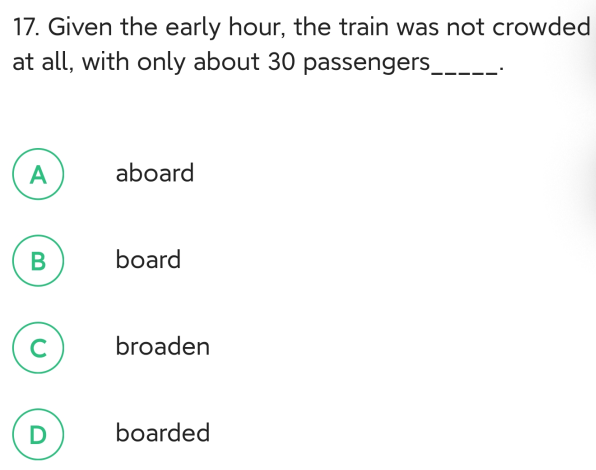 17. Given the early hour, the train was not crowded
at all, with only about 30 passengers_____.
A aboard
B board
C broaden
D boarded